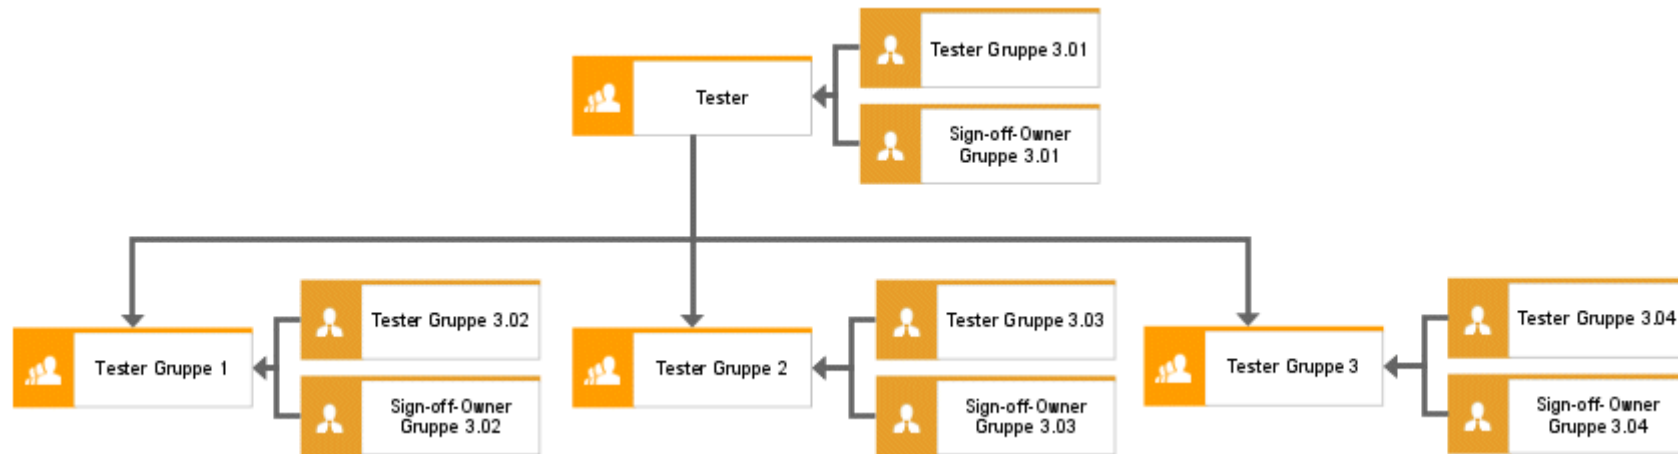 Tester Gruppe 3.01
Tester
Sign-off-Owner
Gruppe 3.01
Tester Gruppe 3.02
Tester Gruppe 1
Sign-off-Owner
Gruppe 3.02
Tester Gruppe 3.03
Tester Gruppe 2
Sign-off-Owner
Gruppe 3.03
Tester Gruppe 3.04
Tester Gruppe 3
Sign-off-Owner
Gruppe 3.04